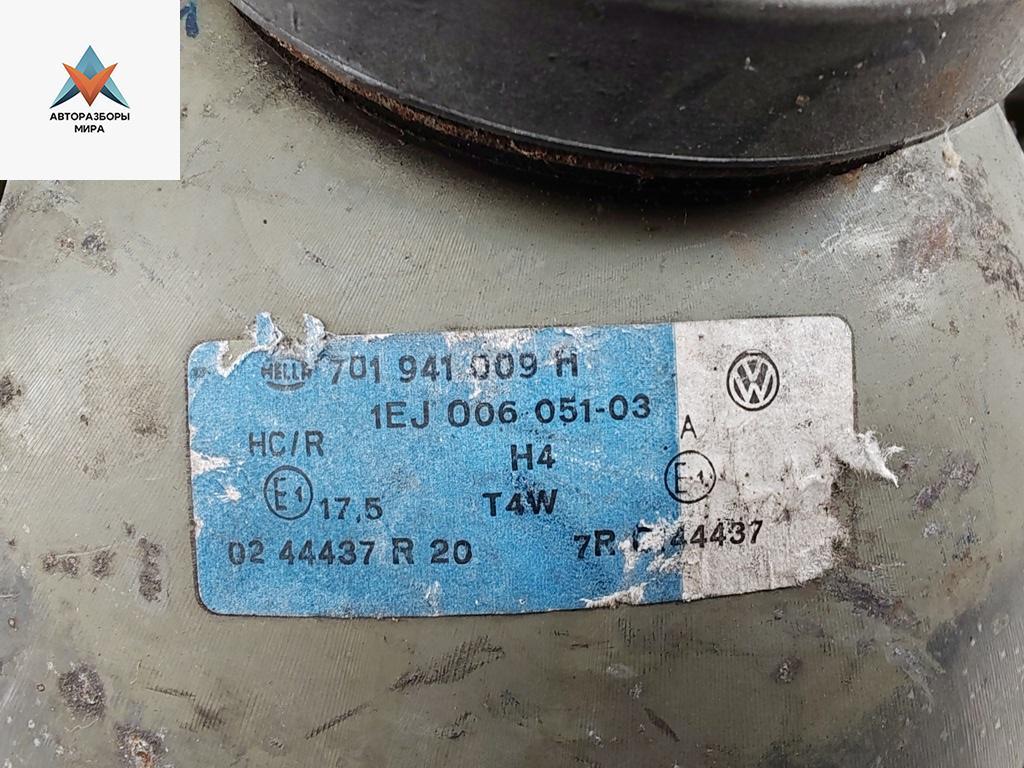 АВТОРАЗБОРЫ
МИРА
HELLA 701 941 009 H
1EJ 006 051-03
HC/R H4 A
E1 17,5 T4W E1
02 44437 R 20 7R 44437